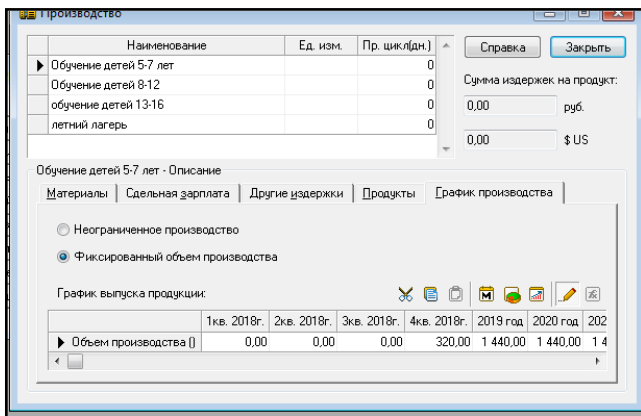 Производство
Наименование Ед. изм. Пр. цикл(дн.)
Обучение детей 5-7 лет 0
Обучение детей 8-12 0
обучение детей 13-16 0
летний лагерь 0
Справка Закрыть
Сумма издержек на продукт:
0,00 руб.
0,00 $ US
Обучение детей 5-7 лет - Описание
Материалы Сдельная зарплата Другие издержки Продукты График производства
Неограниченное производство
Фиксированный объем производства
График выпуска продукции:
1кв. 2018г. 2кв. 2018г. 3кв. 2018г. 4кв. 2018г. 2019 год 2020 год 202
Объем производства () 0,00 0,00 0,00 320,00 1 440,00 1 440,00 1 4